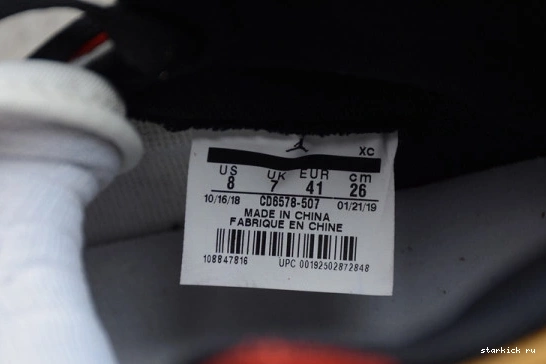 XC
US UK EUR cm
8 7 41 26
10/16/18 CD6578-507 01/21/19
MADE IN CHINA
FABRIQUE EN CHINE
108847816 UPC 00192502872848
starkick ru